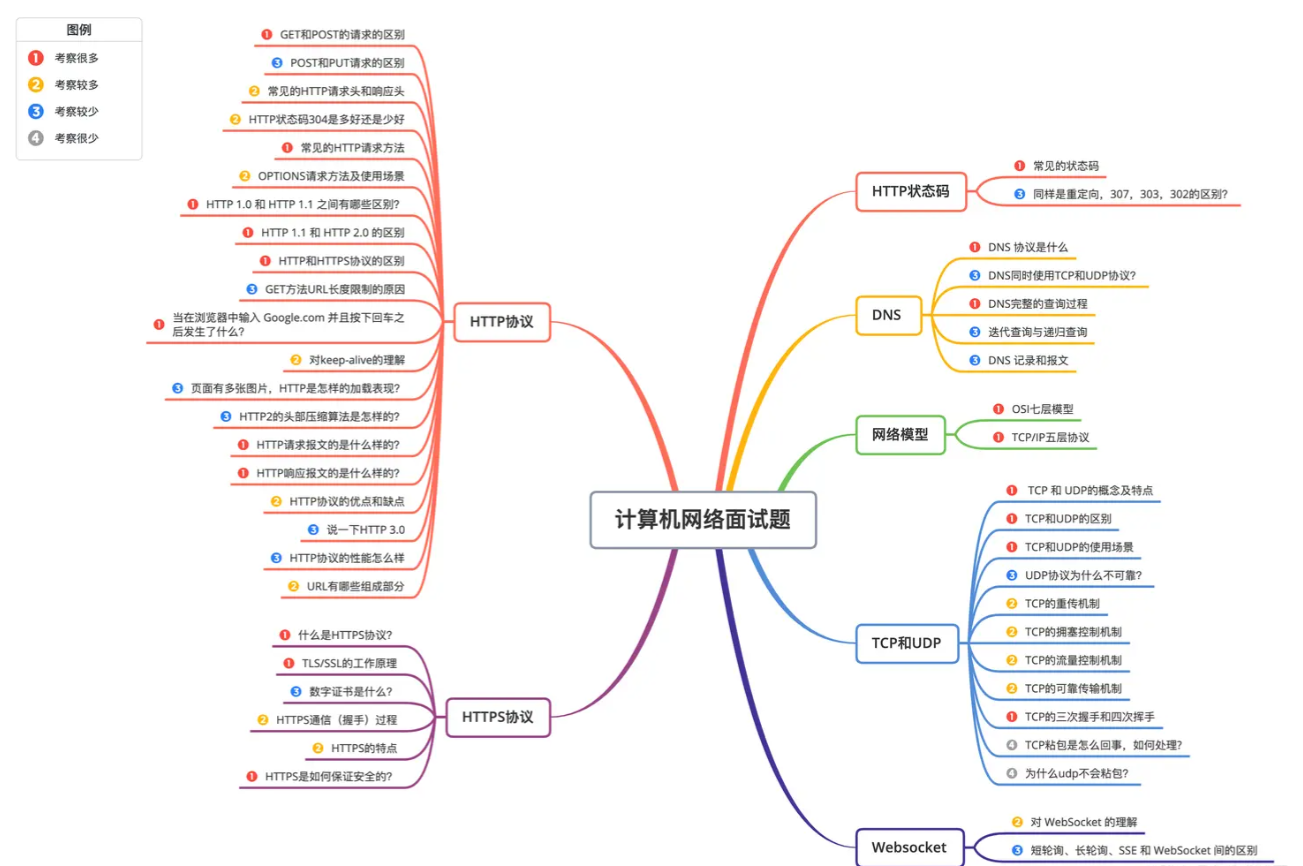 图例
1 考察很多
2 考察较多
3 考察较少
4 考察很少
计算机网络面试题
HTTP协议
1 GET和POST的请求的区别
3 POST和PUT请求的区别
2 常见的HTTP请求头和响应头
2 HTTP状态码304是多好还是少好
1 常见的HTTP请求方法
2 OPTIONS请求方法及使用场景
1 HTTP 1.0 和 HTTP 1.1 之间有哪些区别?
1 HTTP 1.1 和 HTTP 2.0 的区别
1 HTTP和HTTPS协议的区别
3 GET方法URL长度限制的原因
1 当在浏览器中输入 Google.com 并且按下回车之
后发生了什么?
2 对keep-alive的理解
3 页面有多张图片，HTTP是怎样的加载表现?
3 HTTP2的头部压缩算法是怎样的?
1 HTTP请求报文的是什么样的?
1 HTTP响应报文的是什么样的?
2 HTTP协议的优点和缺点
3 说一下HTTP 3.0
3 HTTP协议的性能怎么样
2 URL有哪些组成部分
HTTPS协议
1 什么是HTTPS协议?
1 TLS/SSL的工作原理
3 数字证书是什么?
2 HTTPS通信（握手）过程
2 HTTPS的特点
1 HTTPS是如何保证安全的?
HTTP状态码
1 常见的状态码
3 同样是重定向，307，303，302的区别?
DNS
1 DNS 协议是什么
3 DNS同时使用TCP和UDP协议?
1 DNS完整的查询过程
3 迭代查询与递归查询
3 DNS 记录和报文
网络模型
1 OSI七层模型
1 TCP/IP五层协议
TCP和UDP
1 TCP 和 UDP的概念及特点
1 TCP和UDP的区别
1 TCP和UDP的使用场景
3 UDP协议为什么不可靠?
2 TCP的重传机制
2 TCP的拥塞控制机制
2 TCP的流量控制机制
2 TCP的可靠传输机制
1 TCP的三次握手和四次挥手
4 TCP粘包是怎么回事，如何处理?
4 为什么udp不会粘包?
Websocket
2 对 WebSocket 的理解
3 短轮询、长轮询、SSE 和 WebSocket 间的区别